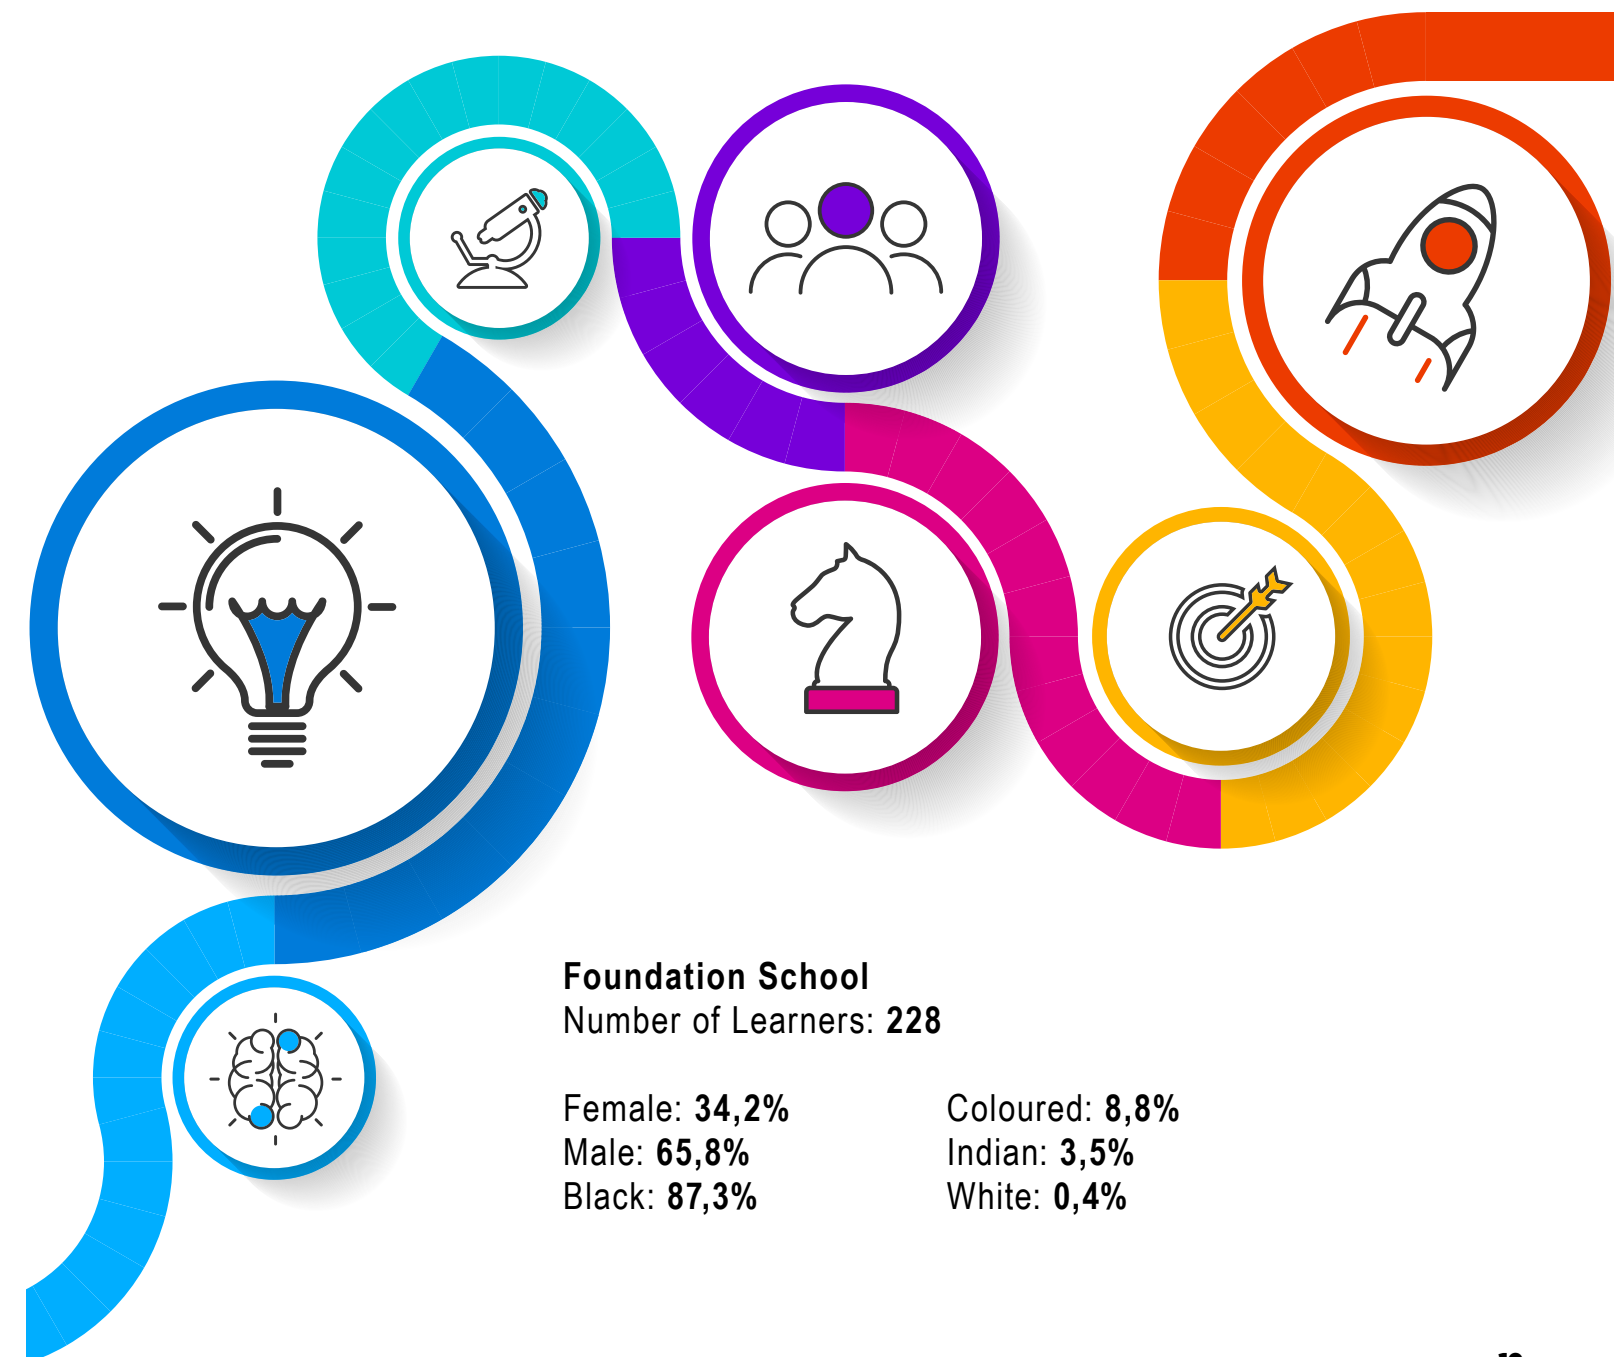 Foundation School
Number of Learners: 228
Female: 34,2%
Male: 65,8%
Black: 87,3%
Coloured: 8,8%
Indian: 3,5%
White: 0,4%